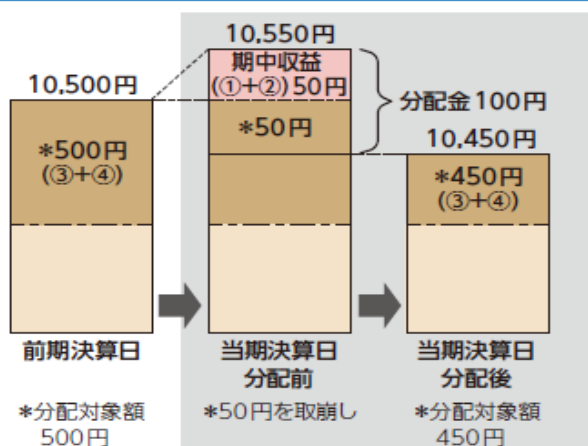 10,550円
期中収益
(①+②)50円
10,500円
分配金100円
*50円
10,450円
*500円
(③+④)
*450円
(③+④)
前期決算日
当期決算日
分配前
当期決算日
分配後
*分配対象額
500円
*50円を取崩し
*分配対象額
450円